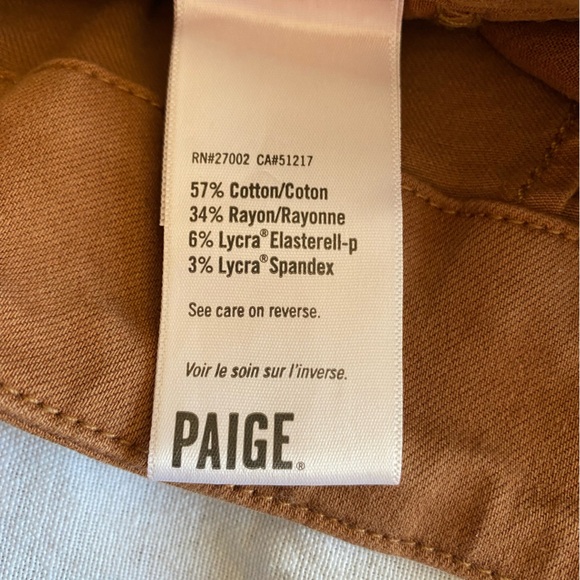 RN#27002 CA#51217
57% Cotton/Coton
34% Rayon/Rayonne
6% Lycra® Elasterell-p
3% Lycra® Spandex
See care on reverse.
Voir le soin sur l'inverse.
PAIGE®